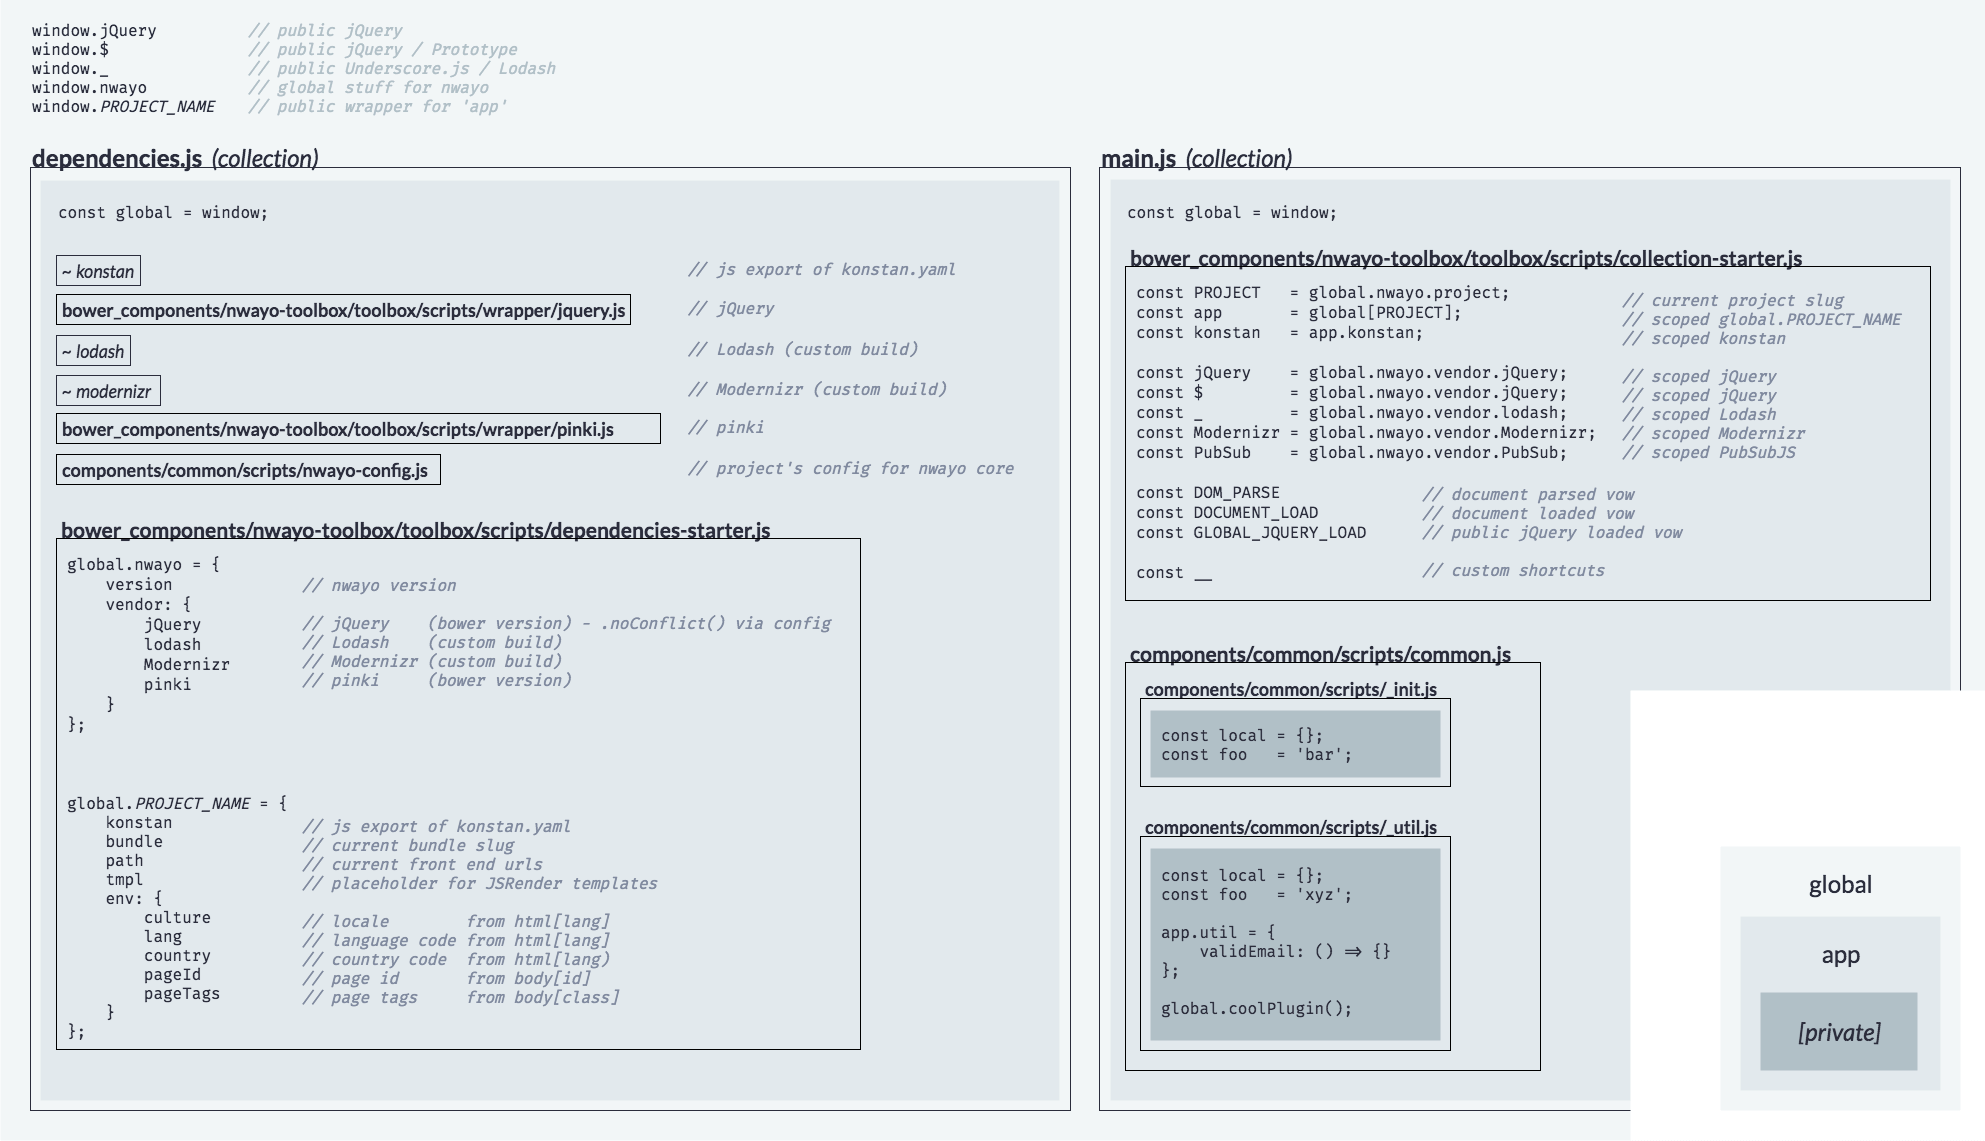 window.jQuery // public jQuery
window.$ // public jQuery / Prototype
window._ // public Underscore.js / Lodash
window.nwayo // global stuff for nwayo
window.PROJECT_NAME // public wrapper for 'app'
dependencies.js (collection)
const global = window;
~ konstan // js export of konstan.yaml
bower_components/nwayo-toolbox/toolbox/scripts/wrapper/jquery.js // jQuery
~ lodash // Lodash (custom build)
~ modernizr // Modernizr (custom build)
bower_components/nwayo-toolbox/toolbox/scripts/wrapper/pinki.js // pinki
components/common/scripts/nwayo-config.js // project's config for nwayo core
bower_components/nwayo-toolbox/toolbox/scripts/dependencies-starter.js
global.nwayo = {
version // nwayo version
vendor: {
jQuery // jQuery (bower version) - .noConflict() via config
lodash // Lodash (custom build)
Modernizr // Modernizr (custom build)
pinki // pinki (bower version)
}
};
global.PROJECT_NAME = {
konstan // js export of konstan.yaml
bundle // current bundle slug
path // current front end urls
tmpl // placeholder for JSRender templates
env: {
culture // locale from html[lang]
lang // language code from html[lang]
country // country code from html[lang)
pageId // page id from body[id]
pageTags // page tags from body[class]
}
};
main.js (collection)
const global = window;
bower_components/nwayo-toolbox/toolbox/scripts/collection-starter.js
const PROJECT = global.nwayo.project; // current project slug
const app = global[PROJECT]; // scoped global.PROJECT_NAME
const konstan = app.konstan; // scoped konstan
const jQuery = global.nwayo.vendor.jQuery; // scoped jQuery
const $ = global.nwayo.vendor.jQuery; // scoped jQuery
const _ = global.nwayo.vendor.lodash; // scoped Lodash
const Modernizr = global.nwayo.vendor.Modernizr; // scoped Modernizr
const PubSub = global.nwayo.vendor.PubSub; // scoped PubSubJS
const DOM_PARSE // document parsed vow
const DOCUMENT_LOAD // document loaded vow
const GLOBAL_JQUERY_LOAD // public jQuery loaded vow
const __ // custom shortcuts
components/common/scripts/common.js
components/common/scripts/_init.js
const local = {};
const foo = 'bar';
components/common/scripts/_util.js
const local = {};
const foo = 'xyz';
app.util = {
validEmail: () => {}
};
global.coolPlugin();
global
app
[private]